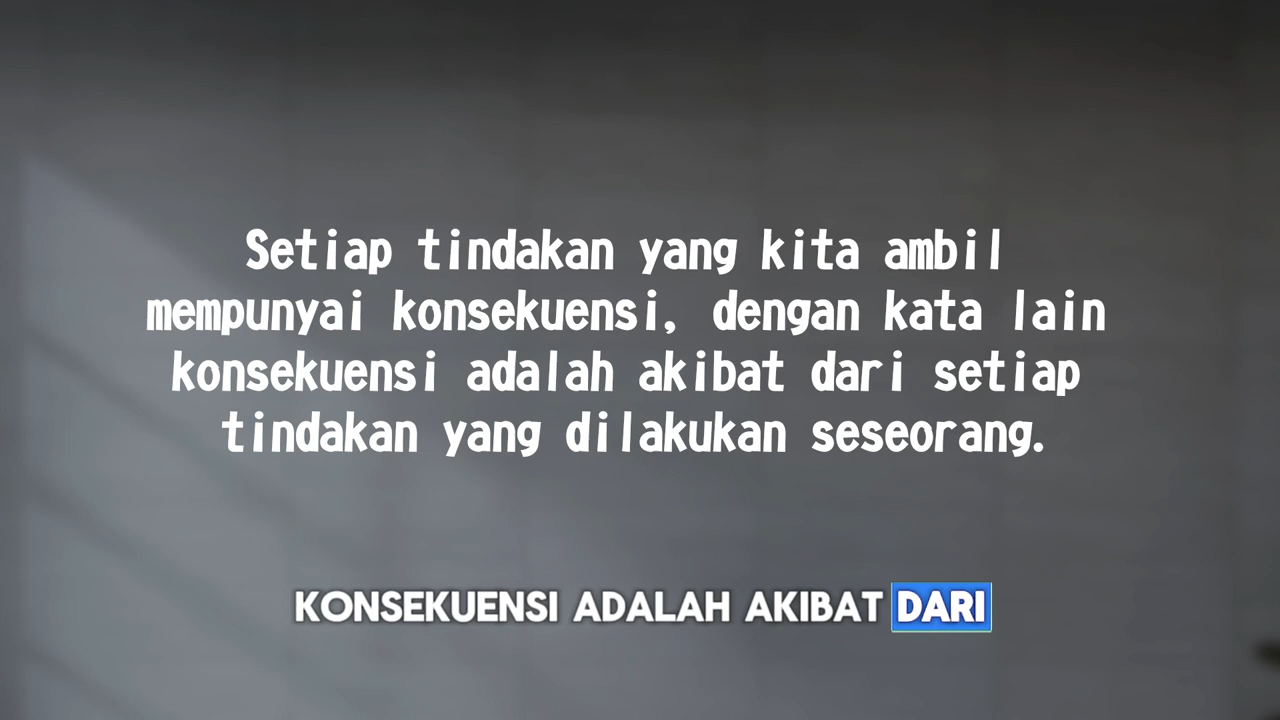 Setiap tindakan yang kita ambil
mempunyai konsekuensi, dengan kata lain
konsekuensi adalah akibat dari setiap
tindakan yang dilakukan seseorang.
KONSEKUENSI ADALAH AKIBAT DARI